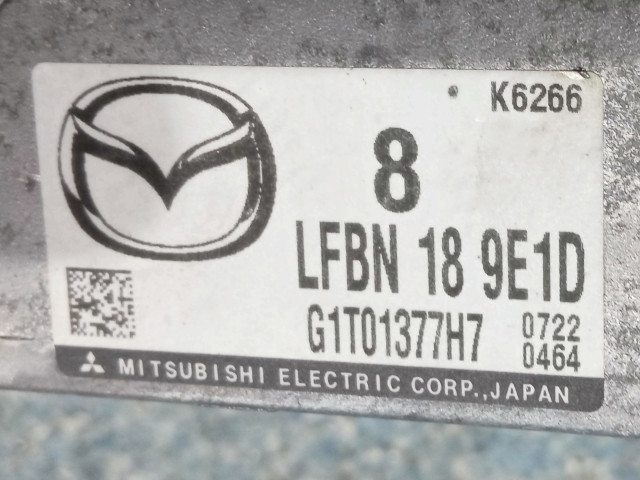 K6266
8
LFBN 18 9E1D
G1T01377H7 0722
0464
MITSUBISHI ELECTRIC CORP.,JAPAN